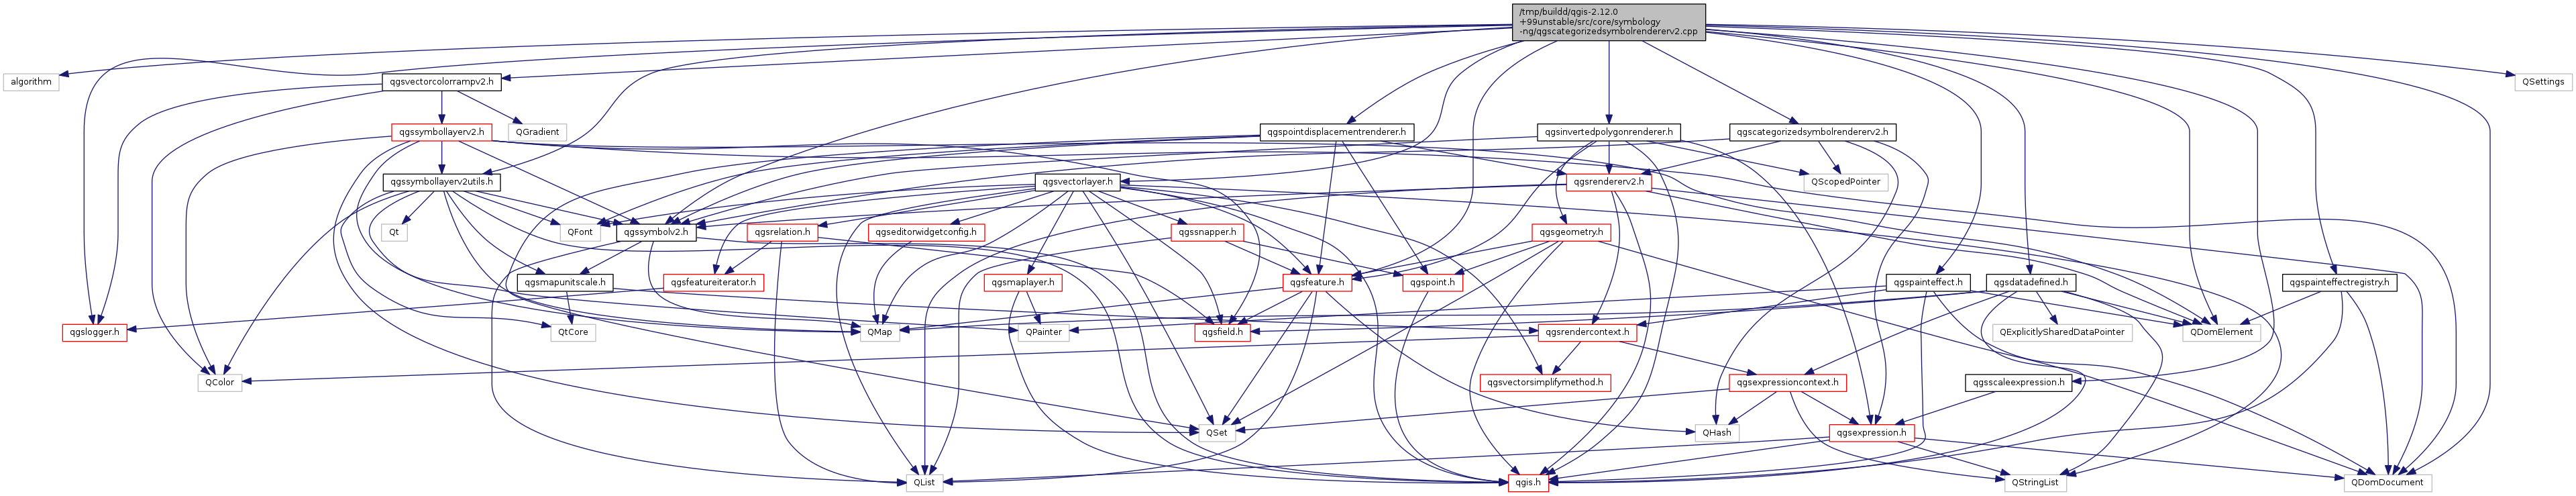 /tmp/buildd/qgis-2.12.0
+99unstable/src/core/symbology
-ng/qgscategorizedsymbolrendererv2.cpp
algorithm
qgsvectorcolorrampv2.h
QSettings
qgssymbollayerv2.h
QGradient
qgspointdisplacementrenderer.h
qgsinvertedpolygonrenderer.h
qgscategorizedsymbolrendererv2.h
qgssymbollayerv2utils.h
qgsvectorlayer.h
qgsrendererv2.h
QScopedPointer
Qt
QFont
qgssymbolv2.h
qgsrelation.h
qgseditorwidgetconfig.h
qgssnapper.h
qgsgeometry.h
qgsmapunitscale.h
qgsfeatureiterator.h
qgsmaplayer.h
qgsfeature.h
qgspoint.h
qgspainteffect.h
qgsdatadefined.h
qgspainteffectregistry.h
qgslogger.h
QtCore
QMap
QPainter
qgsfield.h
qgsrendercontext.h
QExplicitlySharedDataPointer
QDomElement
QColor
qgsvectorsimplifymethod.h
qgsexpressioncontext.h
qgsscaleexpression.h
QSet
QHash
qgsexpression.h
QList
qgis.h
QStringList
QDomDocument